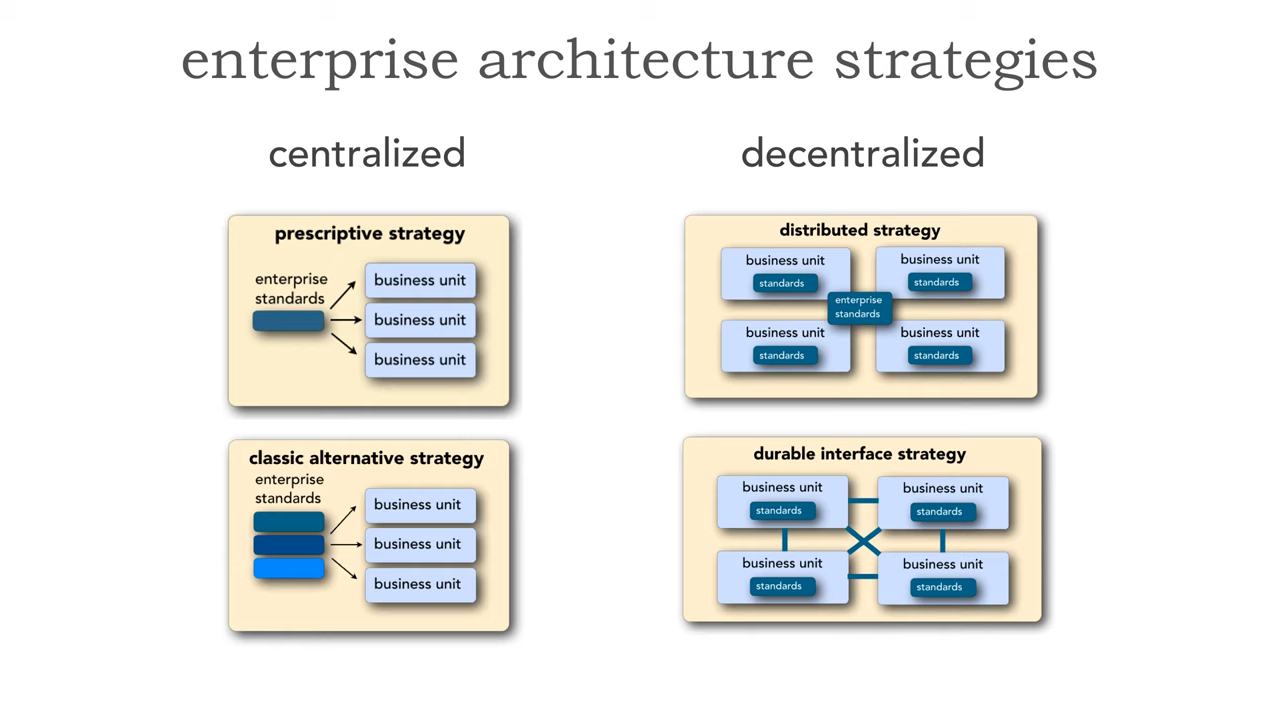 enterprise architecture strategies
centralized
prescriptive strategy
enterprise
standards
business unit
business unit
business unit
classic alternative strategy
enterprise
standards
business unit
business unit
business unit
decentralized
distributed strategy
business unit
standards
business unit
standards
enterprise
standards
business unit
standards
business unit
standards
durable interface strategy
business unit
standards
business unit
standards
business unit
standards
business unit
standards